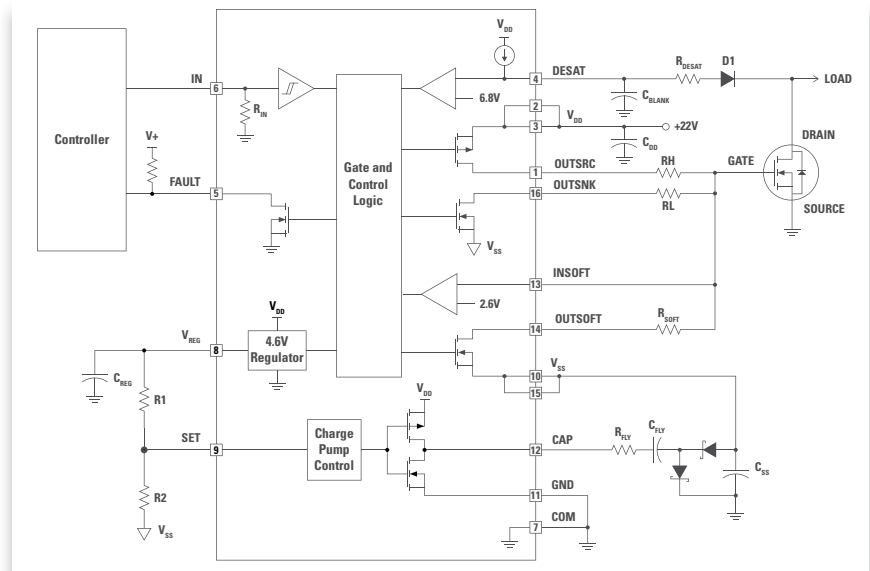 V_DD
DESAT
4
R_DESAT
D1
LOAD
IN
6
6.8V
C_BLANK
2
V_DD
R_IN
3
+22V
Controller
V+
C_DD
DRAIN
Gate and
Control
Logic
OUTSRC
1
RH
GATE
FAULT
5
OUTSNK
16
RL
SOURCE
V_SS
INSOFT
13
2.6V
OUTSOFT
14
R_SOFT
V_DD
V_REG
8
4.6V
Regulator
V_SS
10
15
C_REG
R1
V_DD
SET
9
Charge
Pump
Control
CAP
12
R_FLY
C_FLY
C_SS
R2
GND
11
COM
7
V_SS